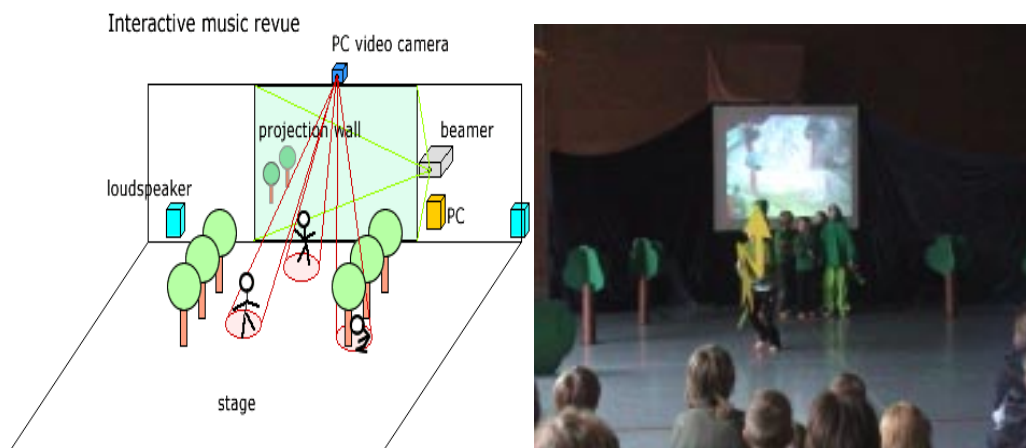 Interactive music revue
PC video camera
projection wall
beamer
loudspeaker
PC
stage